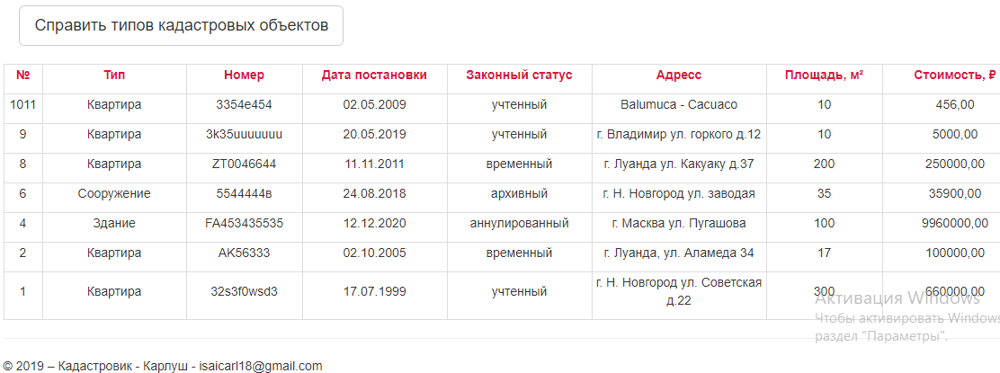 Справить типов кадастровых объектов
№ Тип Номер Дата постановки Законный статус Адресс Площадь, м² Стоимость, ₽
1011 Квартира 3354е454 02.05.2009 учтенный Balumuca - Cacuaco 10 456,00
9 Квартира 3k35uuuuuuu 20.05.2019 учтенный г. Владимир ул. горкого д.12 10 5000,00
8 Квартира ZT0046644 11.11.2011 временный г. Луанда ул. Какуаку д.37 200 250000,00
6 Сооружение 5544444в 24.08.2018 архивный г. Н. Новгород ул. заводая 35 35900,00
4 Здание FA453435535 12.12.2020 аннулированный г. Масква ул. Пугашова 100 9960000,00
2 Квартира AK56333 02.10.2005 временный г. Луанда, ул. Аламеда 34 17 100000,00
1 Квартира 32s3f0wsd3 17.07.1999 учтенный г. Н. Новгород ул. Советская д.22 300 660000,00
Активация Windows
Чтобы активировать Windows
раздел "Параметры".
© 2019 – Кадастровик - Карлуш - isaicarl18@gmail.com